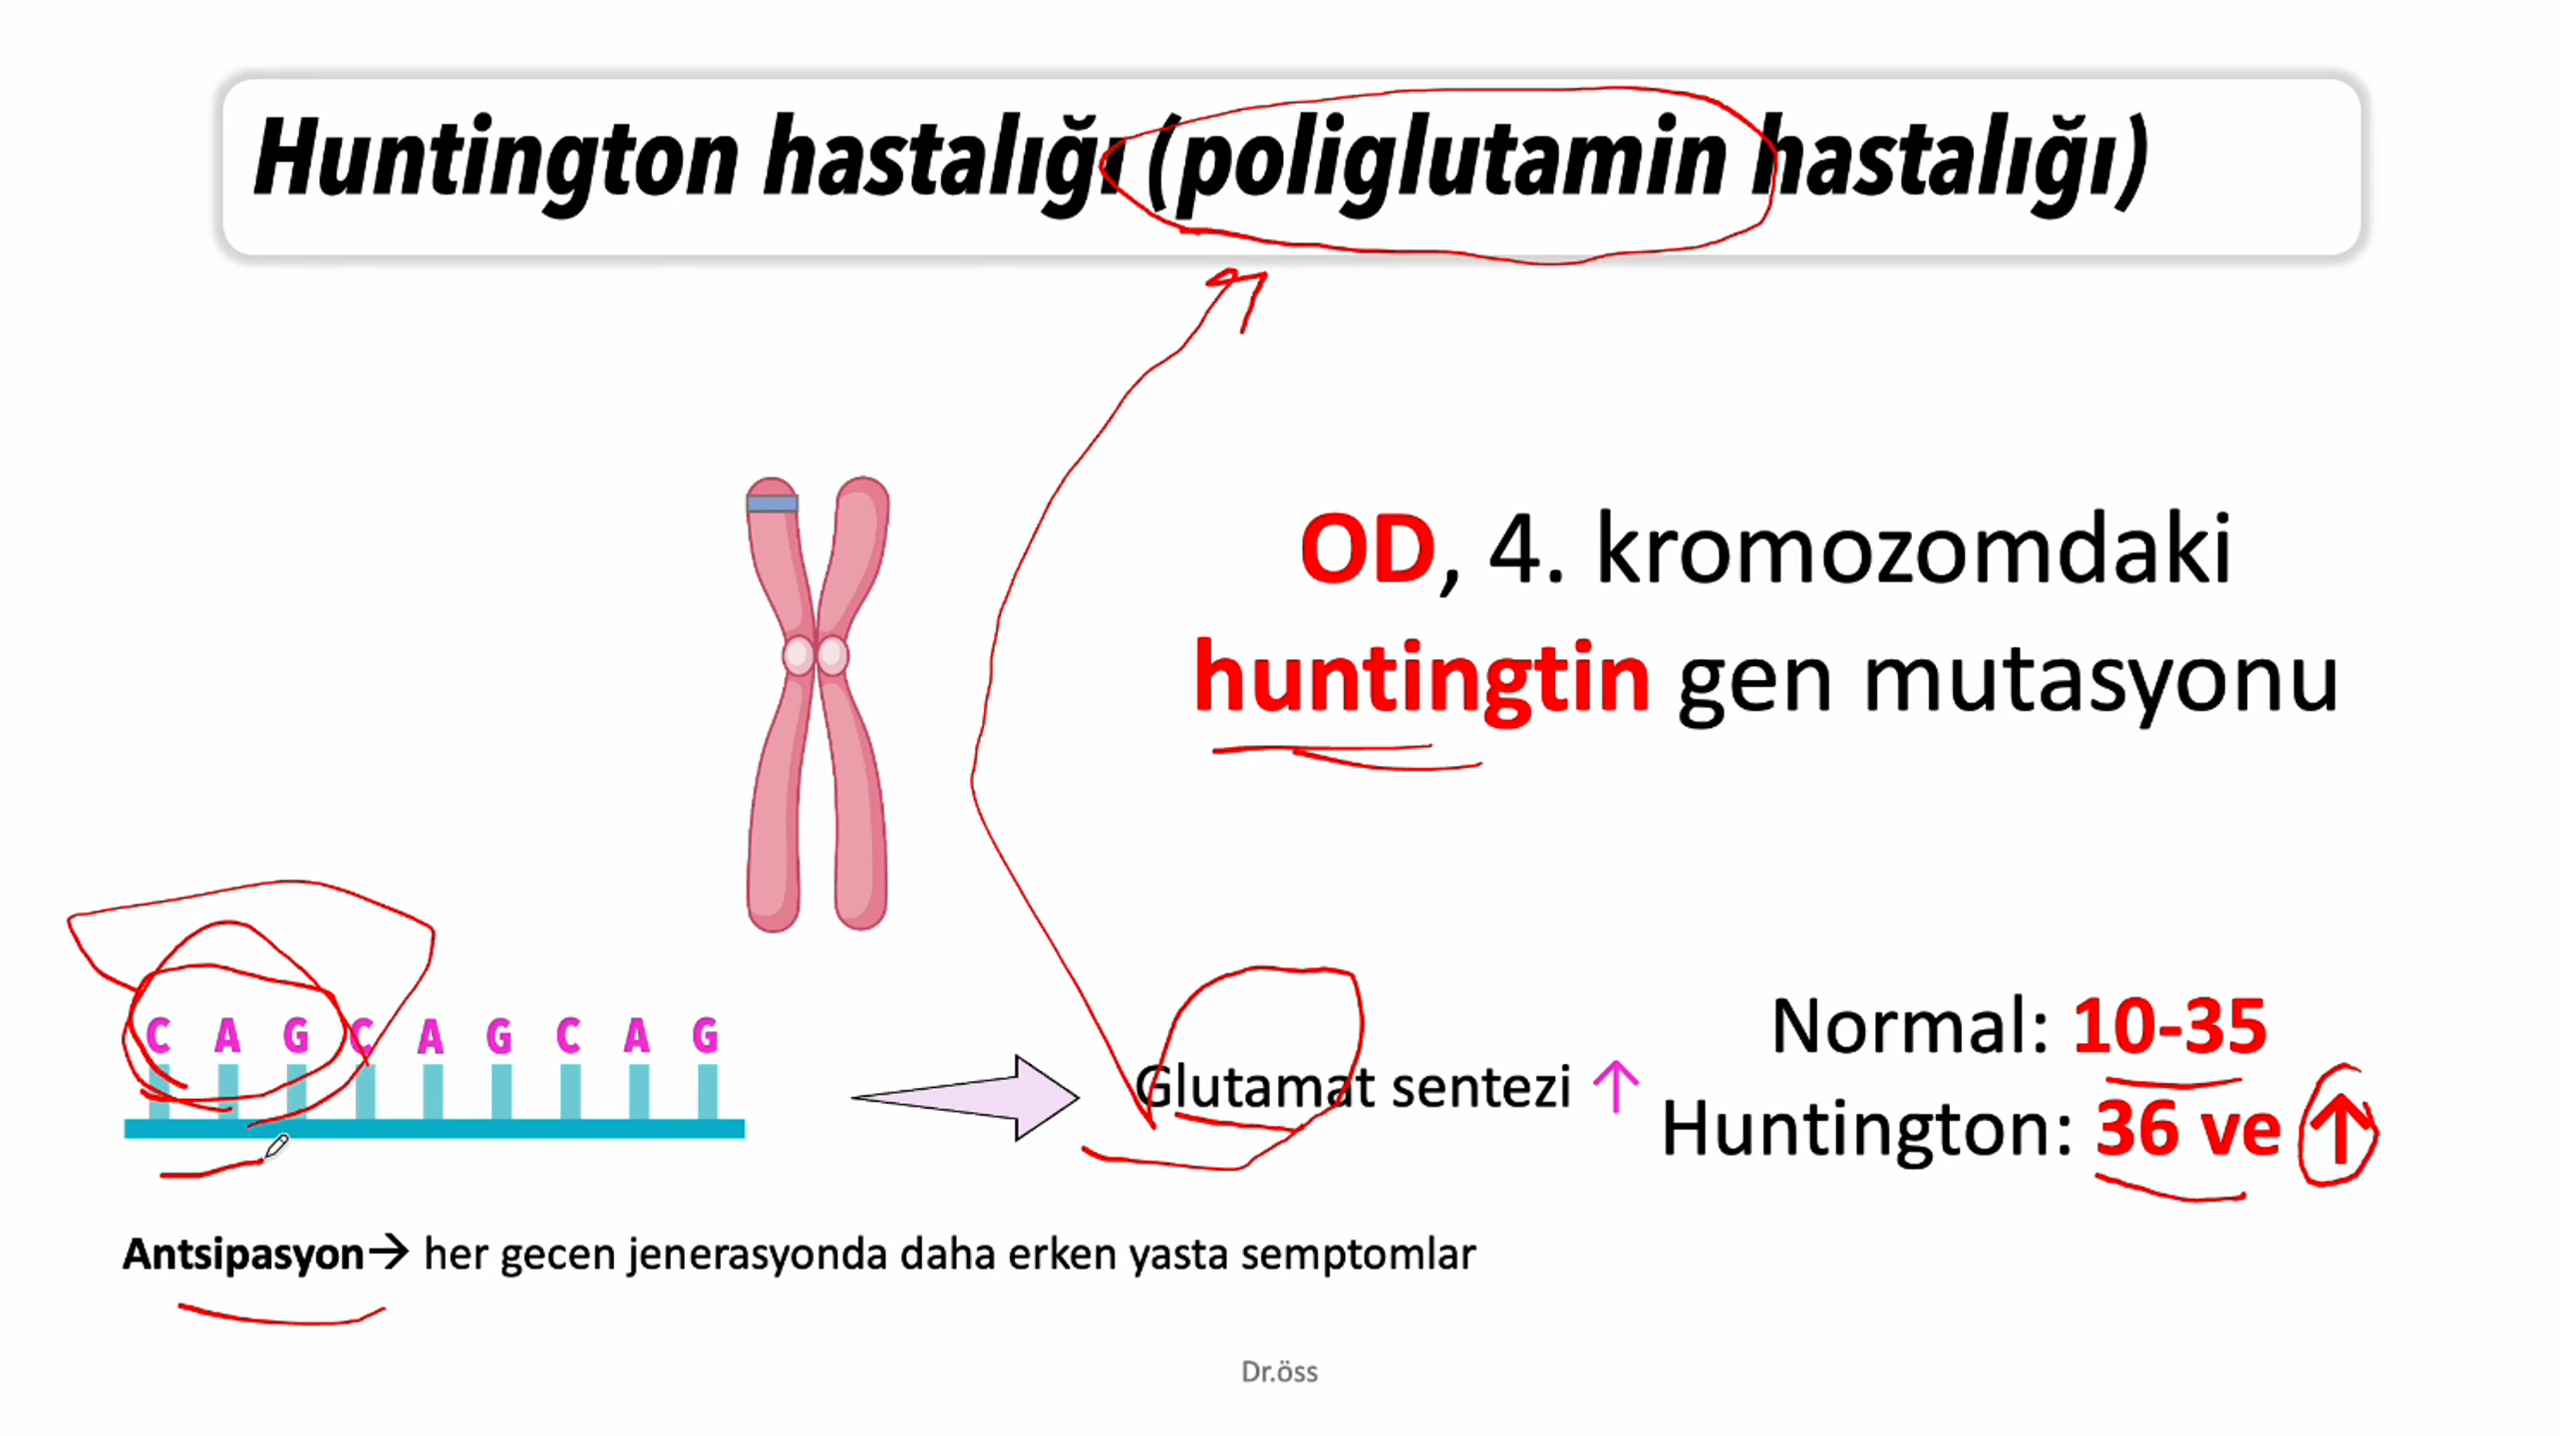 Huntington hastalığı (poliglutamin hastalığı)
OD, 4. kromozomdaki
huntingtin gen mutasyonu
C A G C A G C A G
Glutamat sentezi ↑
Normal: 10-35
Huntington: 36 ve ↑
Antsipasyon→ her gecen jenerasyonda daha erken yasta semptomlar
Dr.öss